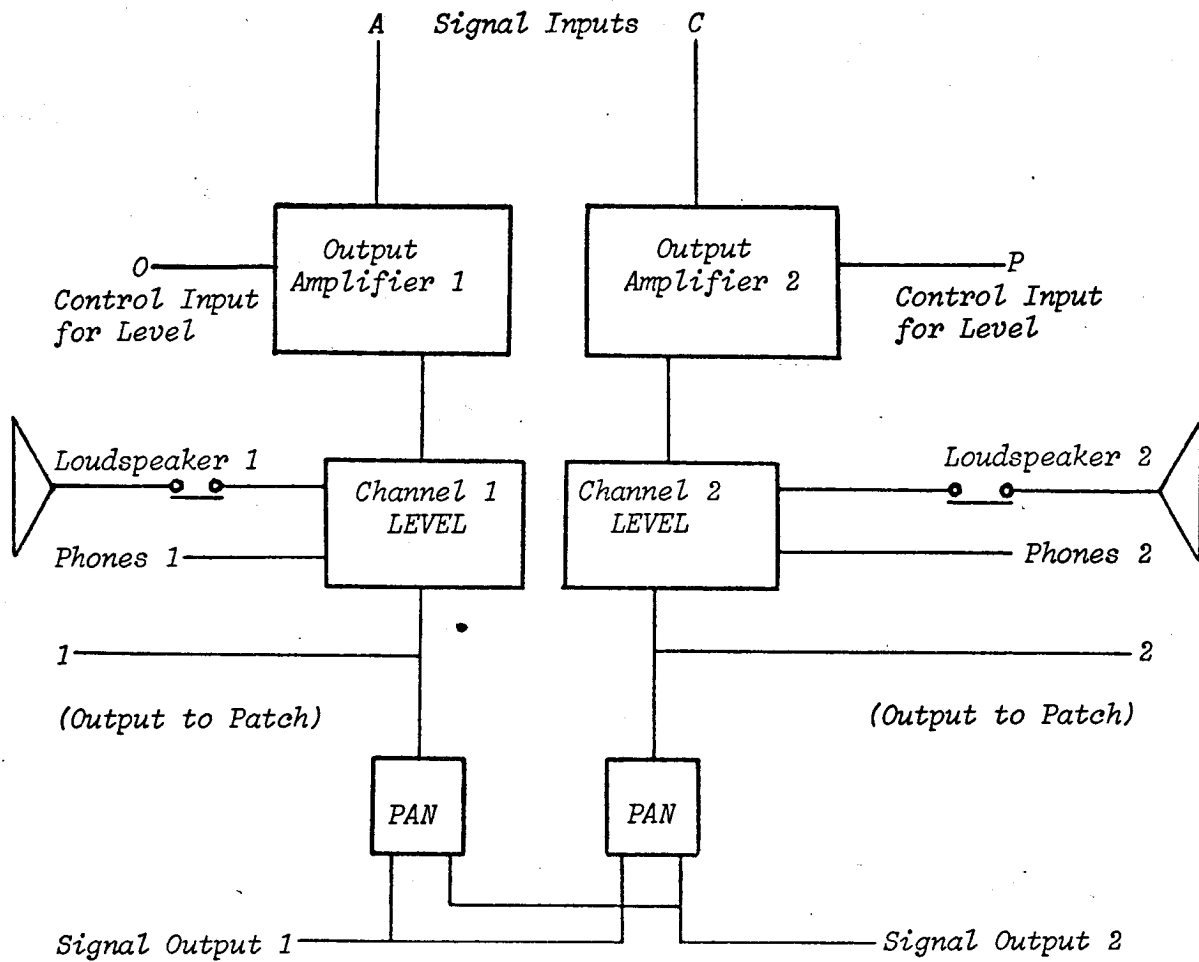 A Signal Inputs C
Output
Amplifier 1
Output
Amplifier 2
O
Control Input
for Level
P
Control Input
for Level
Loudspeaker 1
Channel 1
LEVEL
Channel 2
LEVEL
Loudspeaker 2
Phones 1
Phones 2
1
2
(Output to Patch)
(Output to Patch)
PAN
PAN
Signal Output 1
Signal Output 2